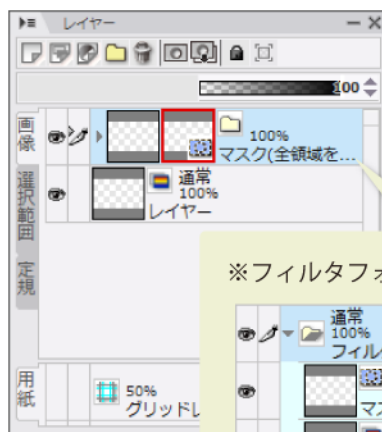 レイヤー
100
画像
100%
マスク(全領域を...
選択範囲
通常
100%
レイヤー
定規
※フィルタフォ
通常
100%
フィル
用紙
50%
グリッドレ
マス